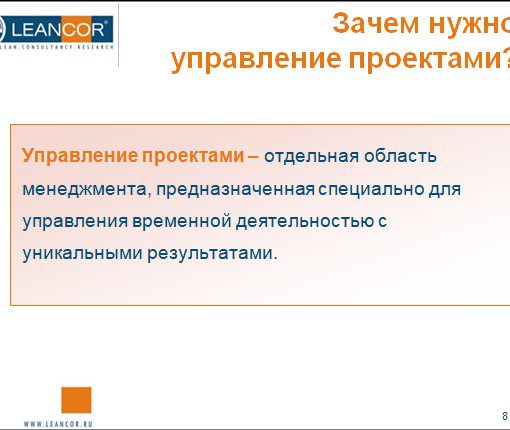 LEANCOR®
LEAN.CONSULTANCY.RESEARCH
Зачем нужно
управление проектами?
Управление проектами – отдельная область
менеджмента, предназначенная специально для
управления временной деятельностью с
уникальными результатами.
WWW.LEANCOR.RU
8